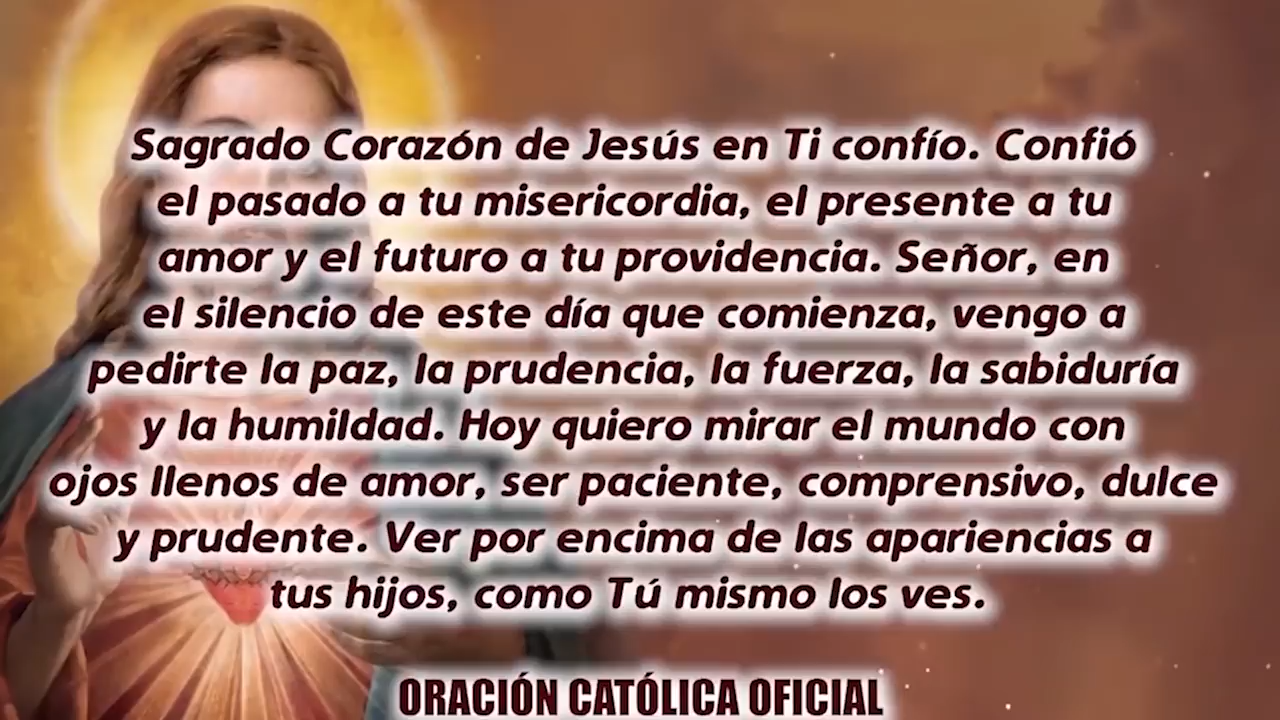 Sagrado Corazón de Jesús en Ti confío. Confió
el pasado a tu misericordia, el presente a tu
amor y el futuro a tu providencia. Señor, en
el silencio de este día que comienza, vengo a
pedirte la paz, la prudencia, la fuerza, la sabiduría
y la humildad. Hoy quiero mirar el mundo con
ojos llenos de amor, ser paciente, comprensivo, dulce
y prudente. Ver por encima de las apariencias a
tus hijos, como Tú mismo los ves.
ORACIÓN CATÓLICA OFICIAL